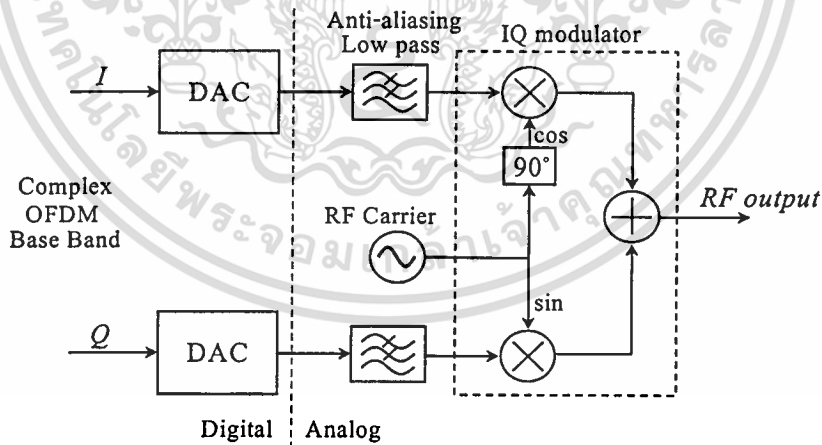 Anti-aliasing
Low pass
IQ modulator
I
DAC
cos
90°
Complex
OFDM
Base Band
RF Carrier
RF output
sin
Q
DAC
Digital
Analog